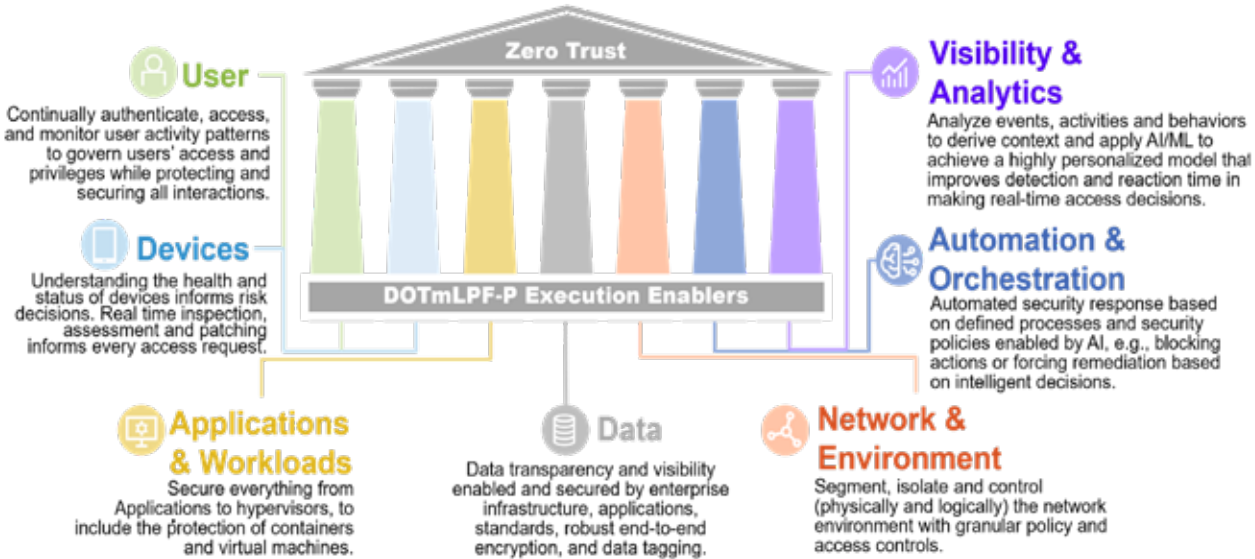 Zero Trust
User
Continually authenticate, access,
and monitor user activity patterns
to govern users' access and
privileges while protecting and
securing all interactions.
Devices
Understanding the health and
status of devices informs risk
decisions. Real time inspection,
assessment and patching
informs every access request.
DOTmLPF-P Execution Enablers
Visibility &
Analytics
Analyze events, activities and behaviors
to derive context and apply AI/ML to
achieve a highly personalized model that
improves detection and reaction time in
making real-time access decisions.
Automation &
Orchestration
Automated security response based
on defined processes and security
policies enabled by AI, e.g., blocking
actions or forcing remediation based
on intelligent decisions.
Applications
& Workloads
Secure everything from
Applications to hypervisors, to
include the protection of containers
and virtual machines.
Data
Data transparency and visibility
enabled and secured by enterprise
infrastructure, applications,
standards, robust end-to-end
encryption, and data tagging.
Network &
Environment
Segment, isolate and control
(physically and logically) the network
environment with granular policy and
access controls.